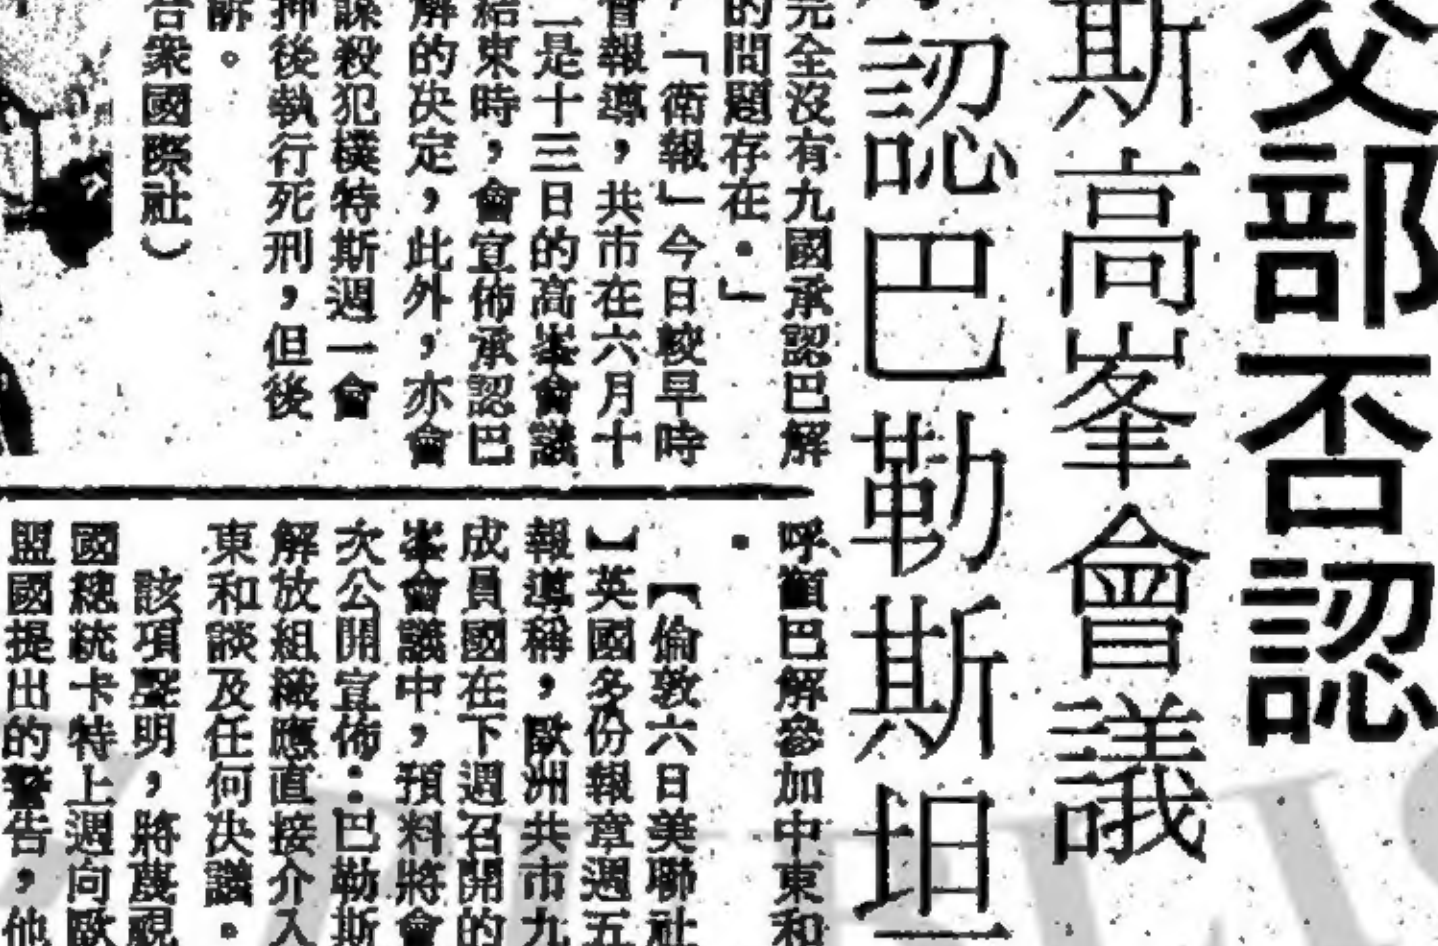 交部否認
斯高峯會議
認巴勒斯坦
完全沒有九國承認巴解
的問題存在．」
「衛報」今日較早時
會報導，共市在六月十
二是十三日的高峯會議
結束時，會宣佈承認巴
解的决定，此外，亦會
謀殺犯樸特斯週一會
押後執行死刑，但後
訴。
合衆國際社）
呼顲巴解參加中東和
．
【倫敦六日美聯社
】英國多份報章週五
報導稱，歐洲共市九
成員國在下週召開的
峯會議中，預料將會
次公開宣佈：巴勒斯
解放組織應直接介入
東和談及任何决議。
該項聲明，將蔑視
國總統卡特上週向歐
盟國提出的警告，他